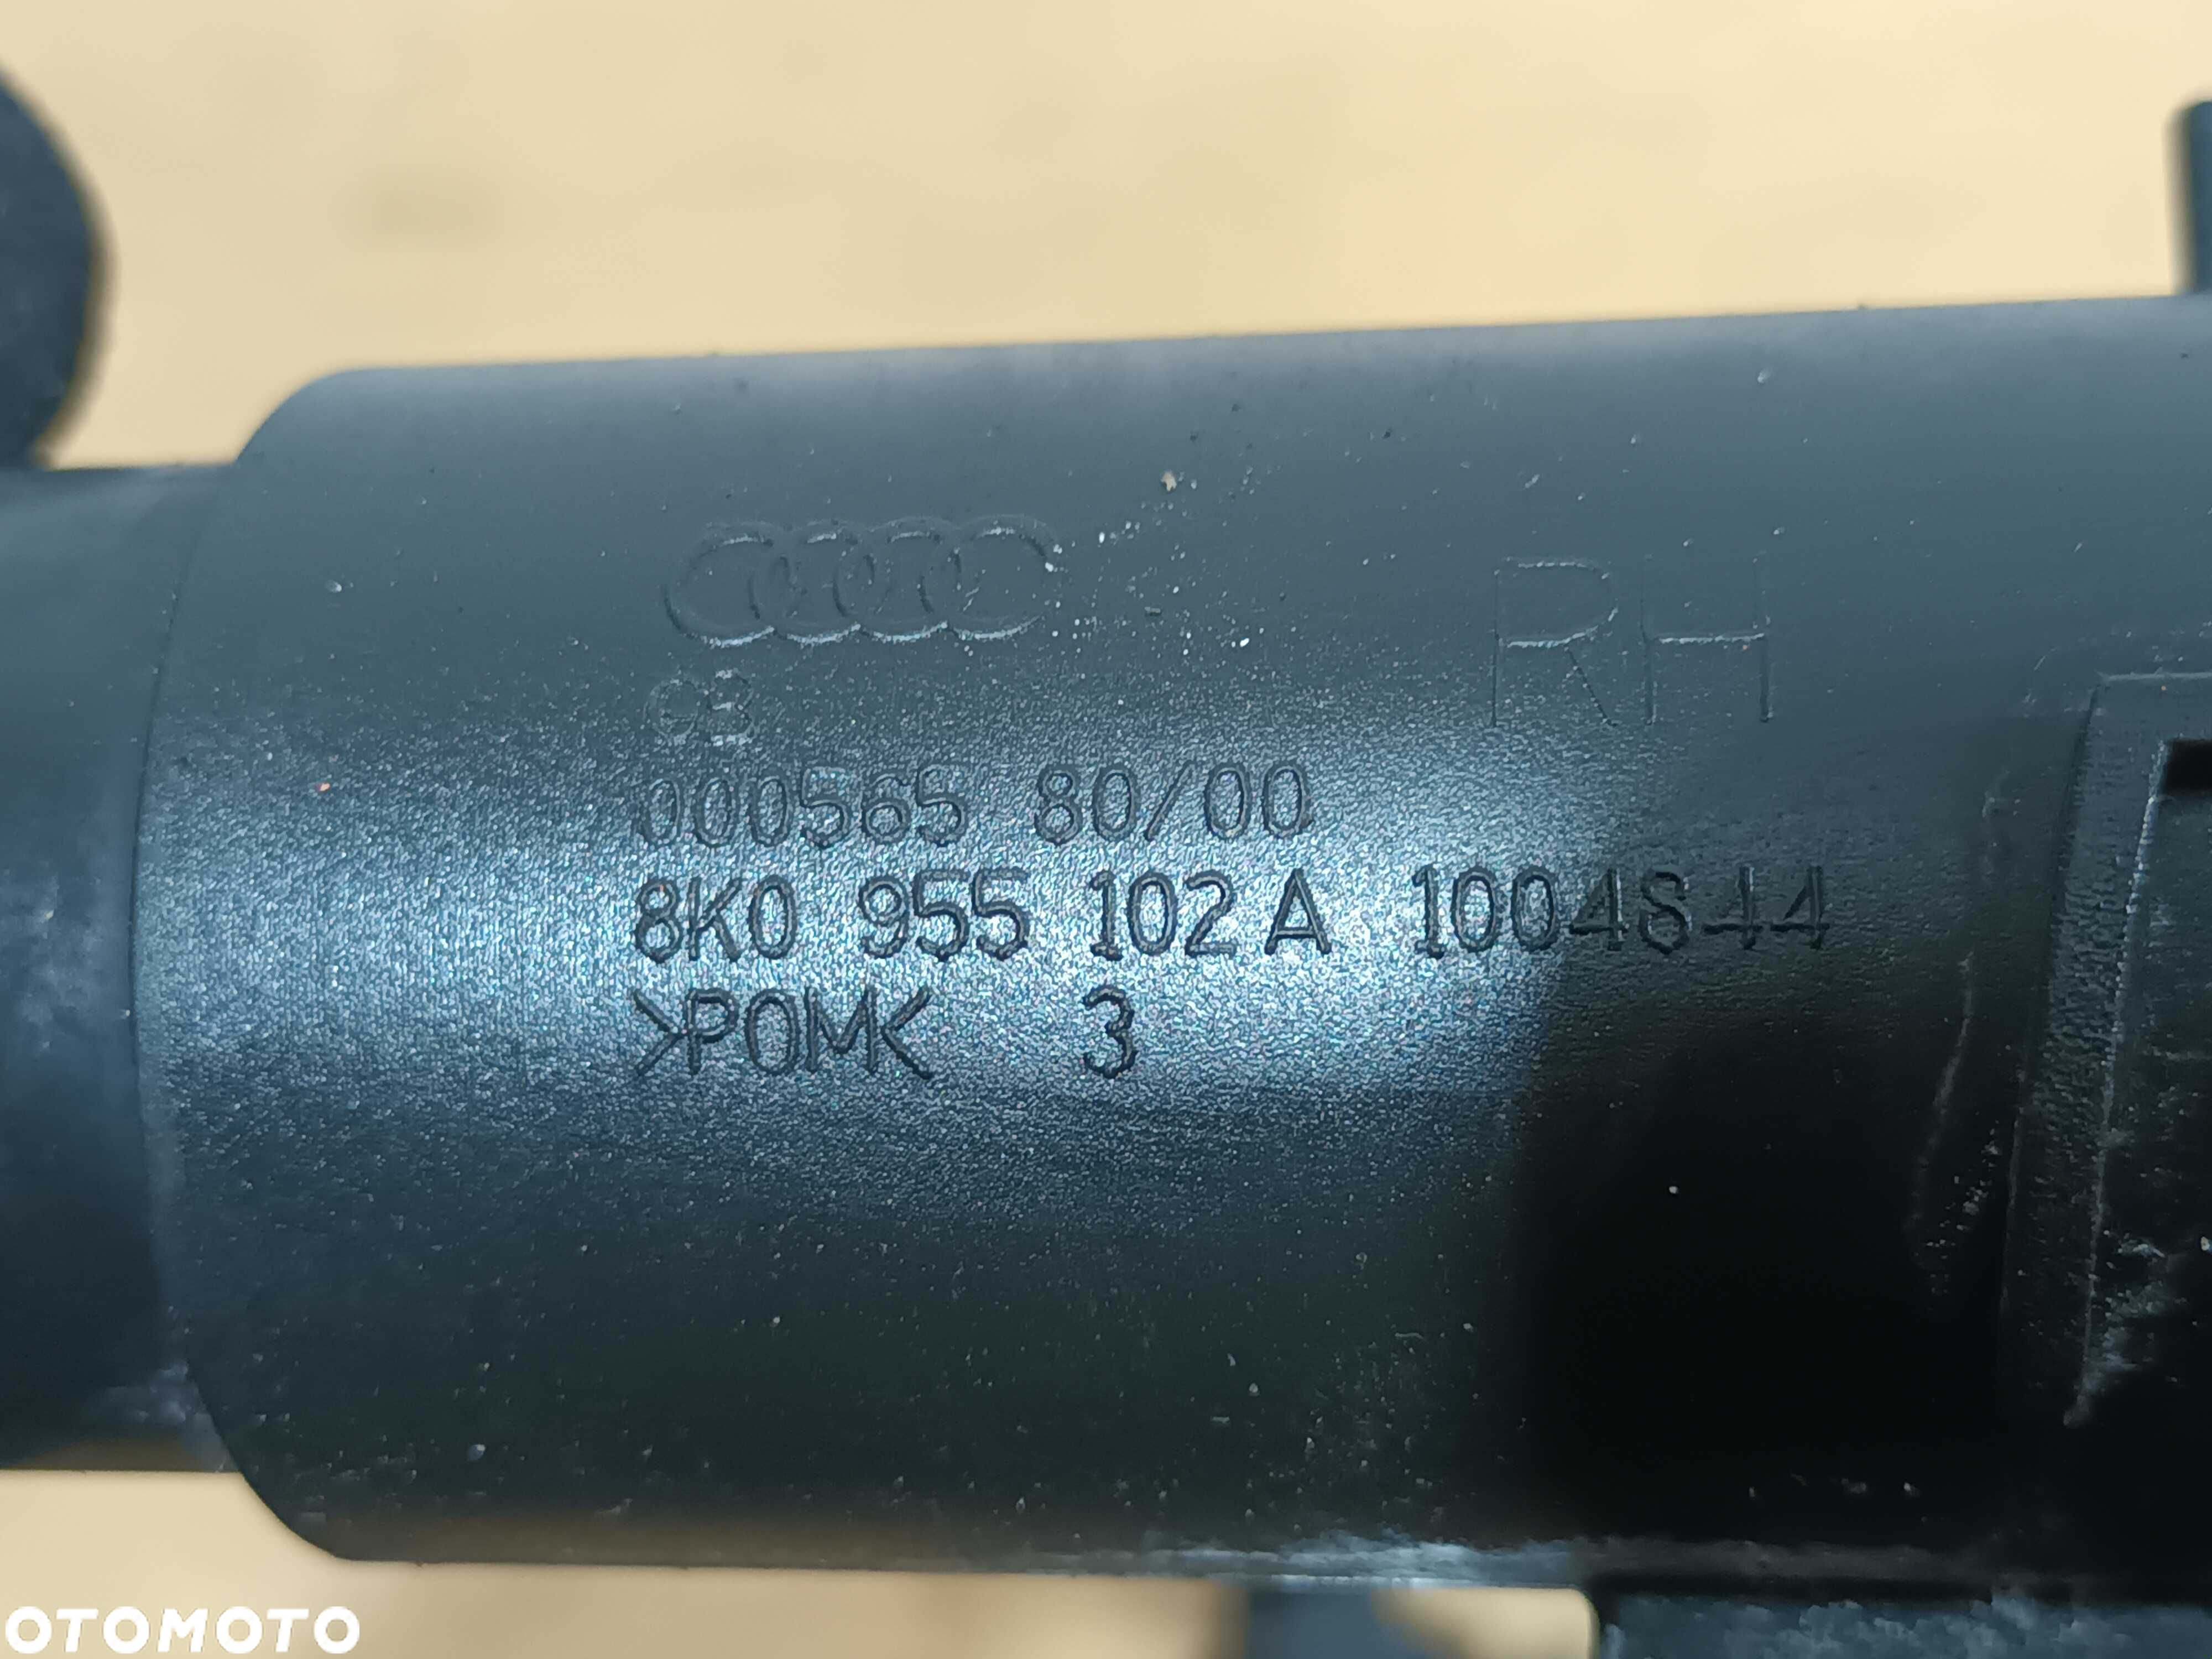 RH
000565 80/00
8K0 955 102 A 1004844
>POM< 3
OTOMOTO